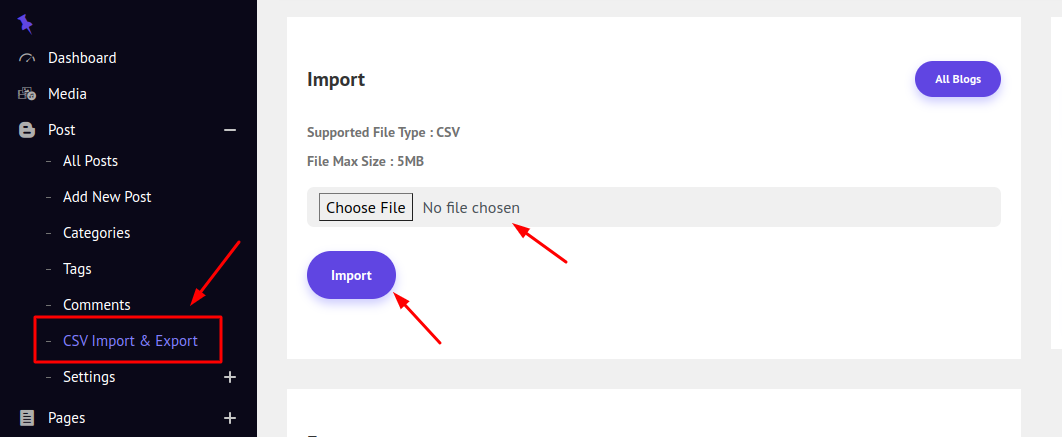 Dashboard
Media
Post
All Posts
Add New Post
Categories
Tags
Comments
CSV Import & Export
Settings
Pages
Import
All Blogs
Supported File Type : CSV
File Max Size : 5MB
Choose File No file chosen
Import